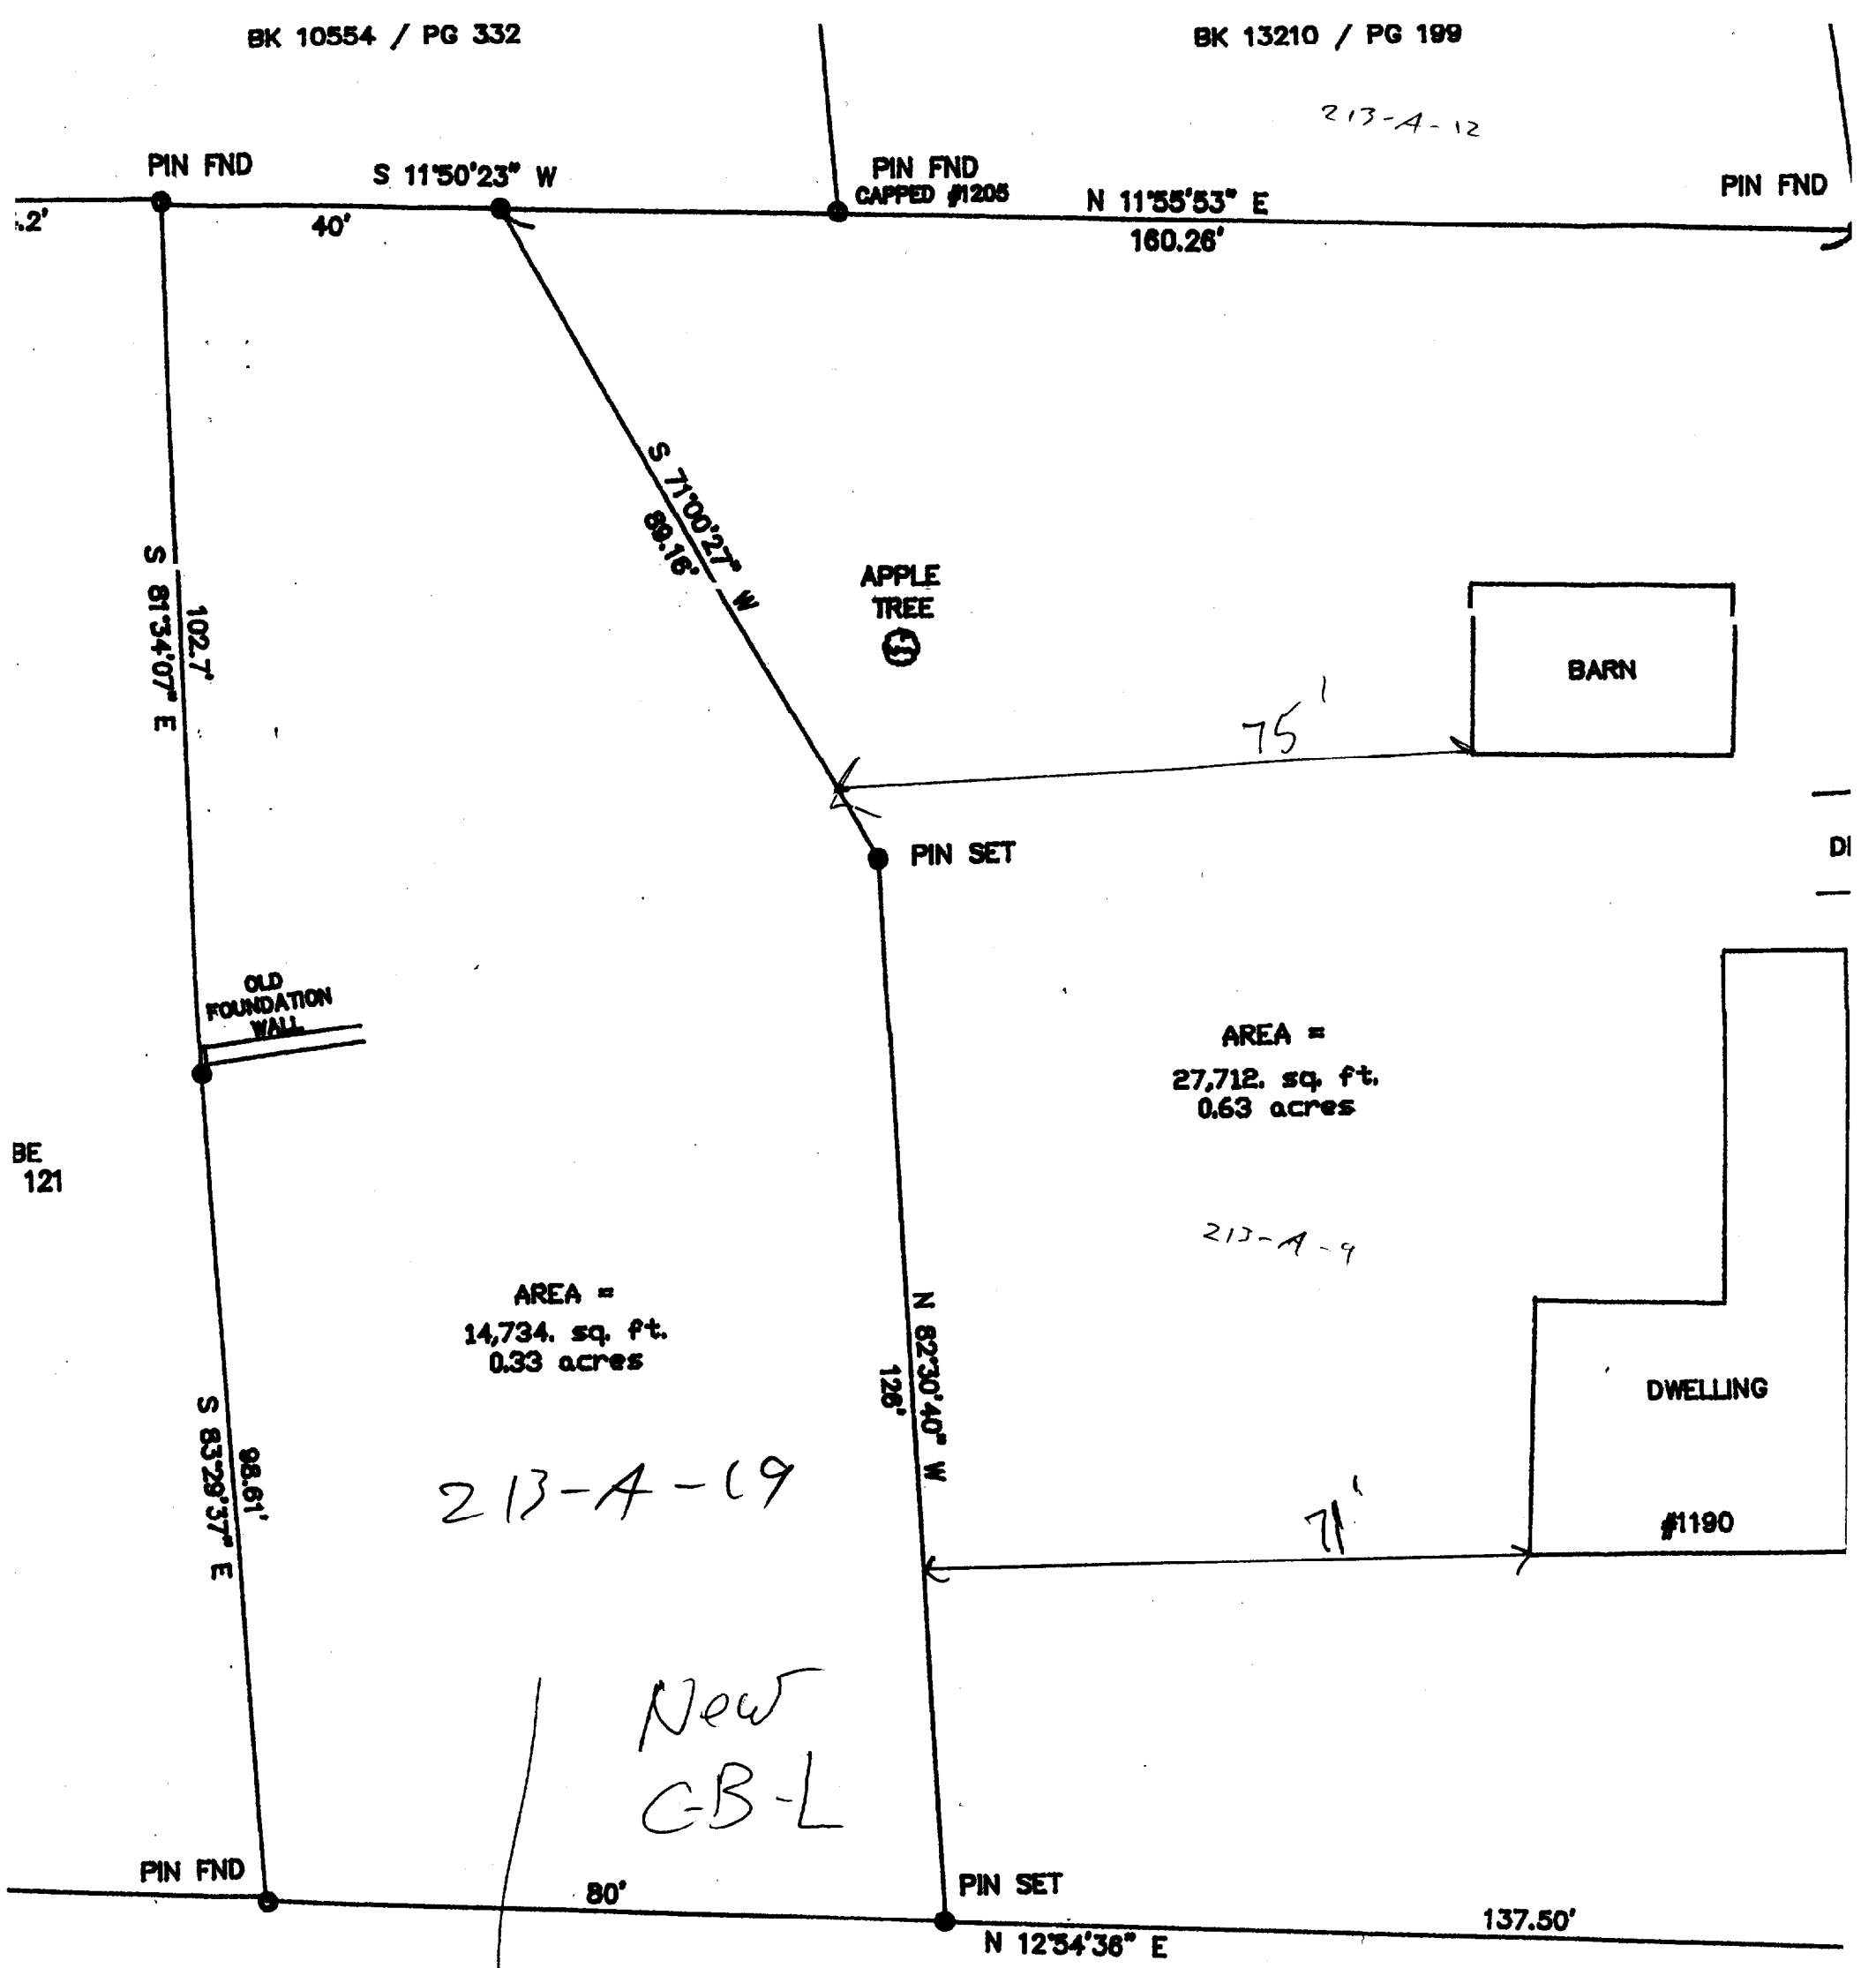 BK 10554 / PG 332
BK 13210 / PG 199
213-A-12
PIN FND
S 11°50'23" W
PIN FND
CAPPED #1205
N 11°55'53" E
PIN FND
.2'
40'
160.26'
S 71°00'27" W
89.16'
S 81°34'07" E
102.7'
APPLE
TREE
BARN
75'
PIN SET
OLD
FOUNDATION
WALL
AREA =
27,712. sq. ft.
0.63 acres
BE
121
213-A-9
AREA =
14,734. sq. ft.
0.33 acres
N 82°30'40" W
126'
DWELLING
S 83°29'37" E
98.61'
213-A-19
71'
#1190
New
C-B-L
PIN FND
80'
PIN SET
N 12°54'36" E
137.50'